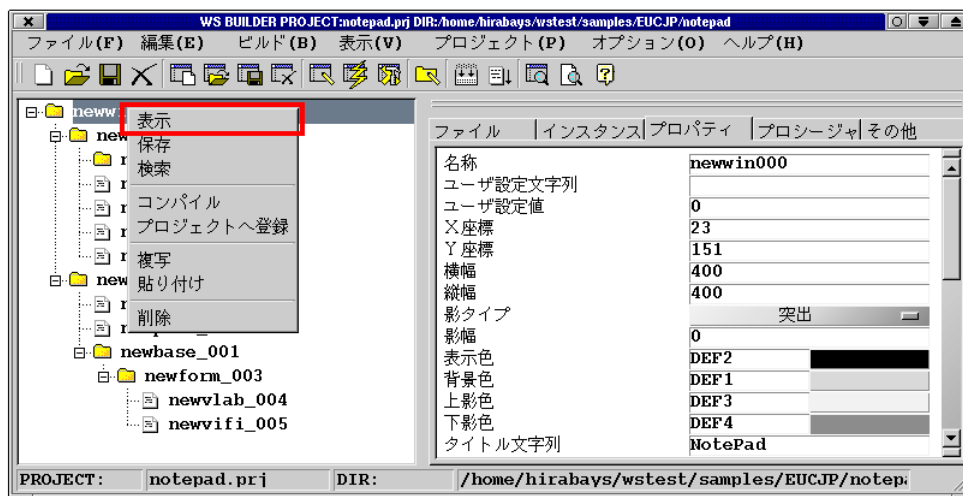 WS BUILDER PROJECT:notepad.prj DIR:/home/hirabays/wstest/samples/EUCJP/notepad
ファイル(F) 編集(E) ビルド(B) 表示(V) プロジェクト(P) オプション(O) ヘルプ(H)
neww
表示
new
保存
検索
コンパイル
プロジェクトへ登録
複写
new
貼り付け
削除
newbase_001
newform_003
newvlab_004
newvifi_005
ファイル インスタンス プロパティ プロシージャ その他
名称 newwin000
ユーザ設定文字列
ユーザ設定値 0
X座標 23
Y座標 151
横幅 400
縦幅 400
影タイプ 突出
影幅 0
表示色 DEF2
背景色 DEF1
上影色 DEF3
下影色 DEF4
タイトル文字列 NotePad
PROJECT: notepad.prj DIR: /home/hirabays/wstest/samples/EUCJP/notep